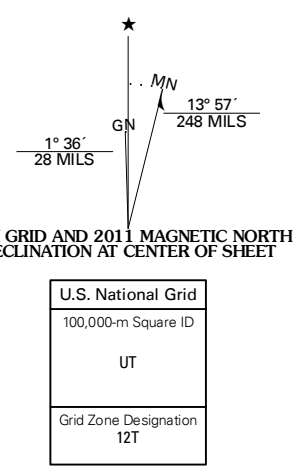 ★
MN
GN
13° 57´
248 MILS
1° 36´
28 MILS
GRID AND 2011 MAGNETIC NORTH
ECLINATION AT CENTER OF SHEET
U.S. National Grid
100,000-m Square ID
UT
Grid Zone Designation
12T